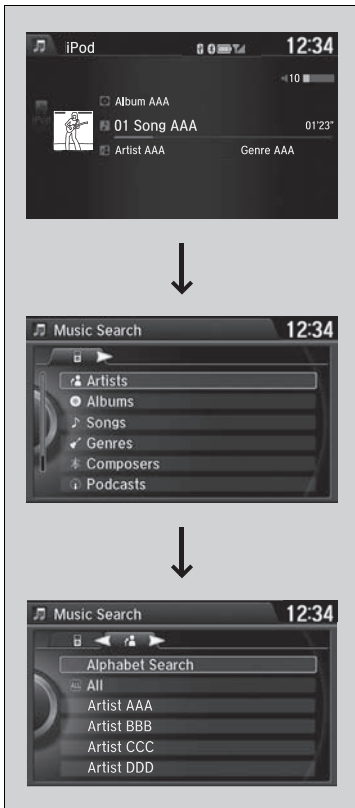 iPod 12:34
10
Album AAA
01 Song AAA 01'23"
Artist AAA Genre AAA
Music Search 12:34
Artists
Albums
Songs
Genres
Composers
Podcasts
Music Search 12:34
Alphabet Search
ALL All
Artist AAA
Artist BBB
Artist CCC
Artist DDD